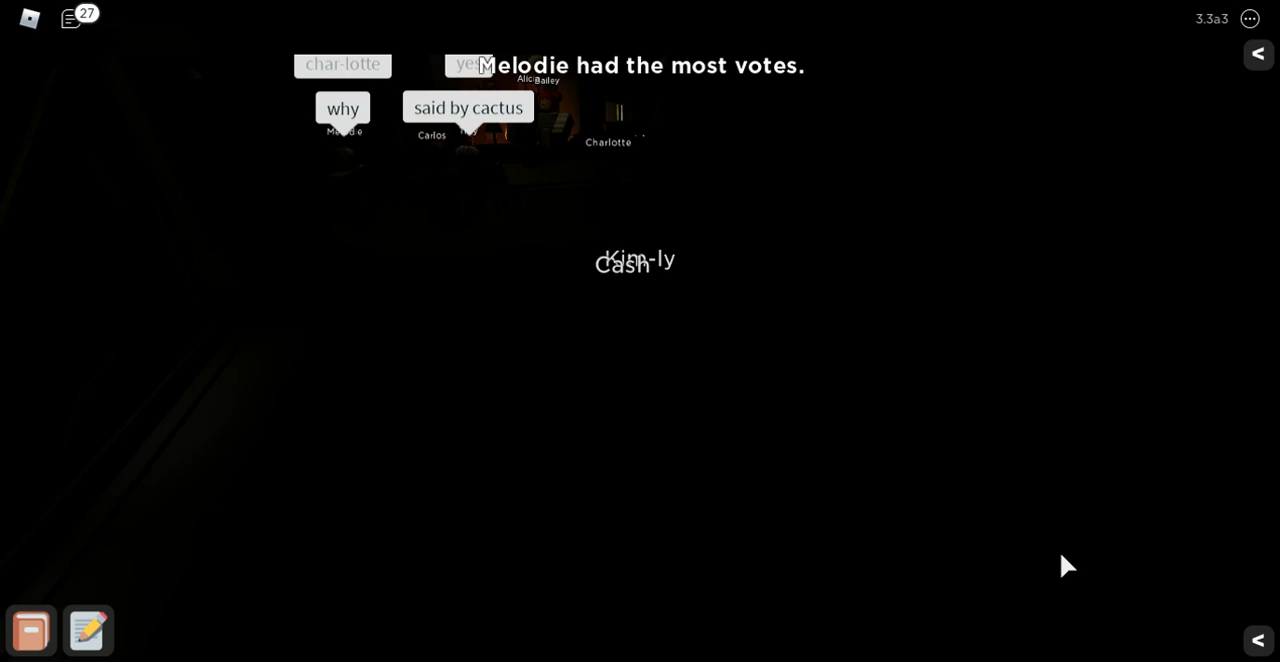 27
3.3a3
char-lotte
yes
Melodie had the most votes.
Bailey
why
said by cactus
Carlos
Charlotte
Kim-ly
Cash